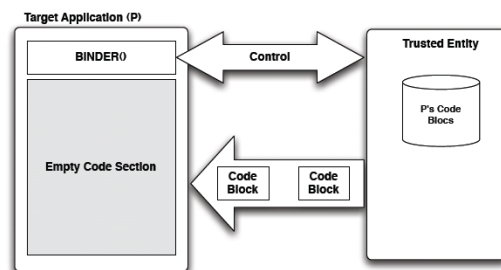 Target Application (P)
BINDER()
Control
Trusted Entity
P's Code
Blocs
Empty Code Section
Code
Block
Code
Block